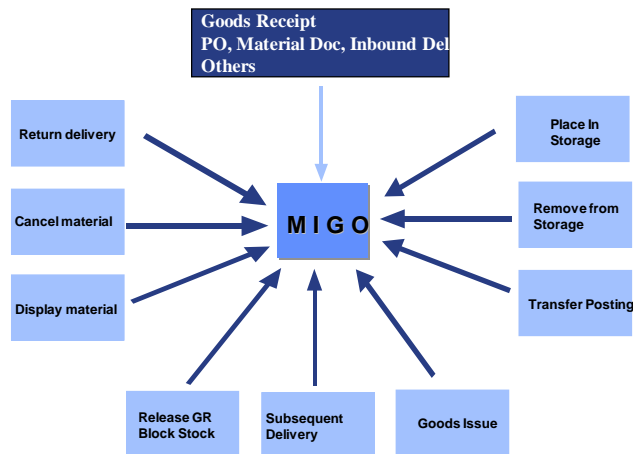 Goods Receipt
PO, Material Doc, Inbound Del
Others
Return delivery
Place In
Storage
Cancel material
M I G O
Remove from
Storage
Display material
Transfer Posting
Release GR
Block Stock
Subsequent
Delivery
Goods Issue